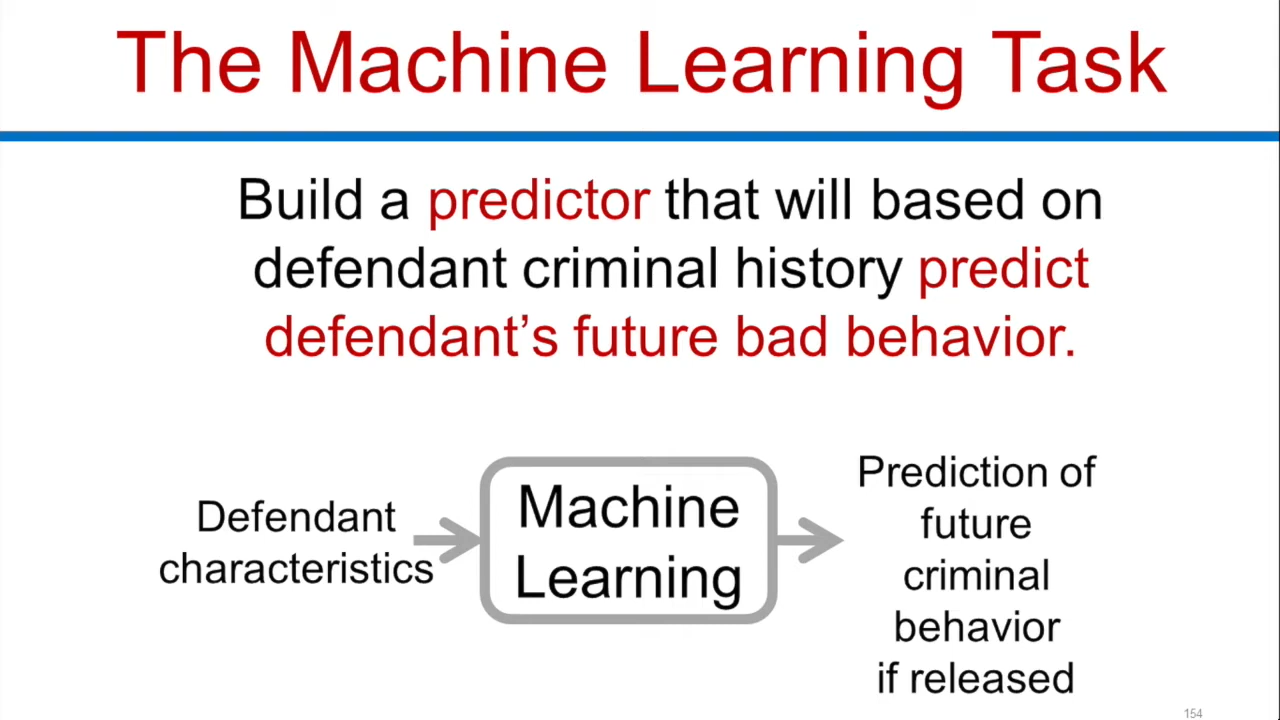 The Machine Learning Task
Build a predictor that will based on
defendant criminal history predict
defendant’s future bad behavior.
Defendant
characteristics
Machine
Learning
Prediction of
future
criminal
behavior
if released
154